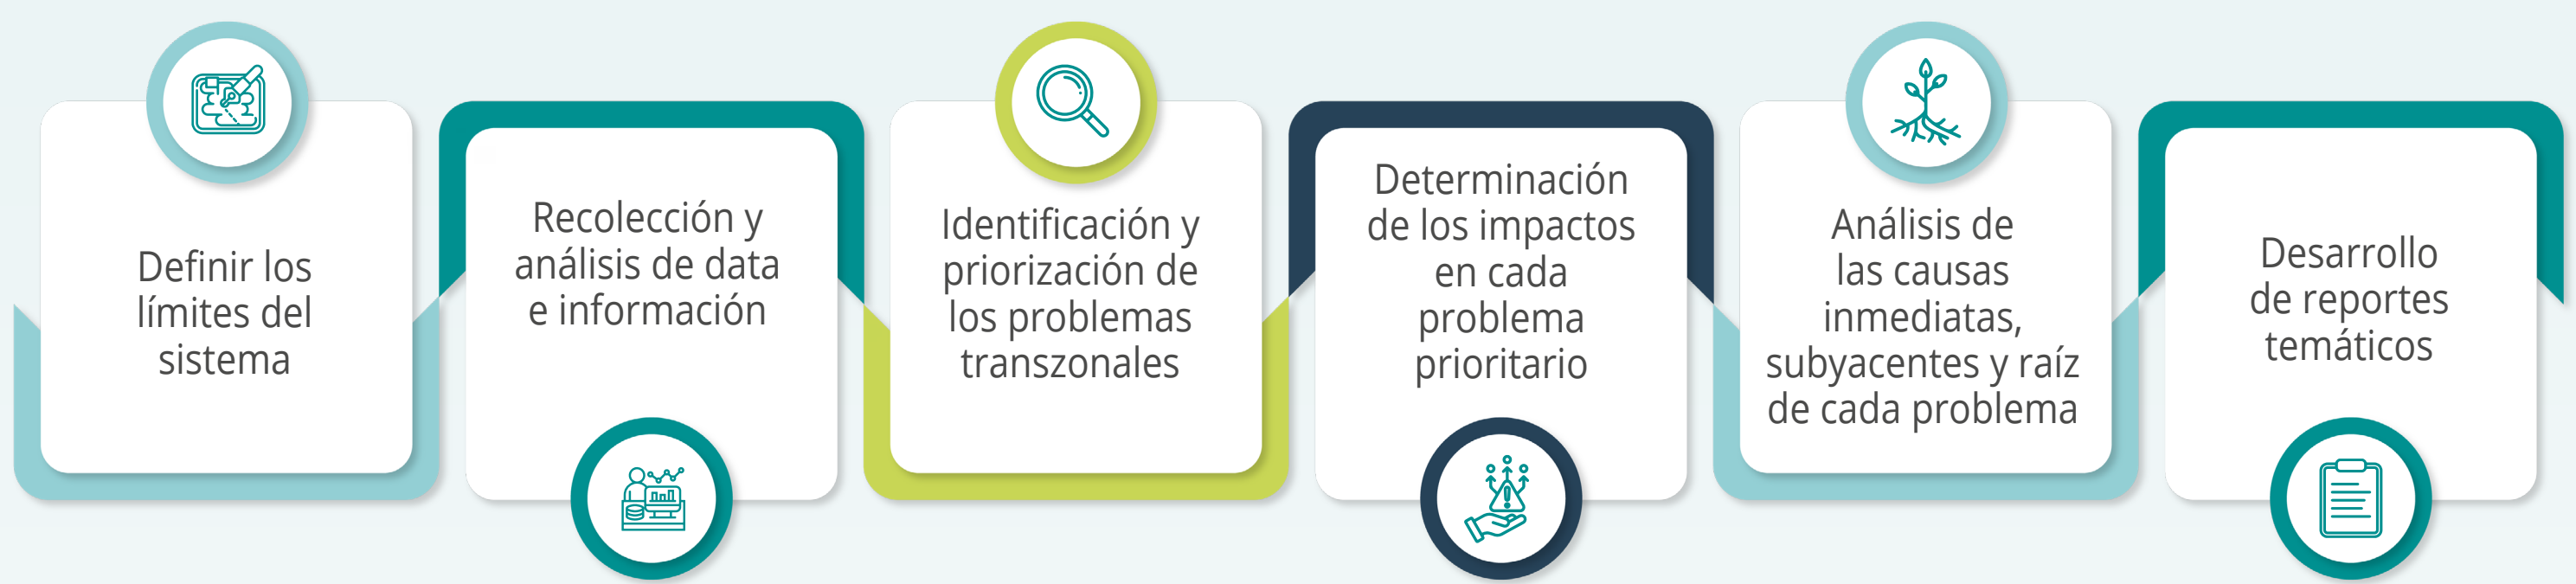 Definir los
límites del
sistema
Recolección y
análisis de data
e información
Identificación y
priorización de
los problemas
transzonales
Determinación
de los impactos
en cada
problema
prioritario
Análisis de
las causas
inmediatas,
subyacentes y raíz
de cada problema
Desarrollo
de reportes
temáticos